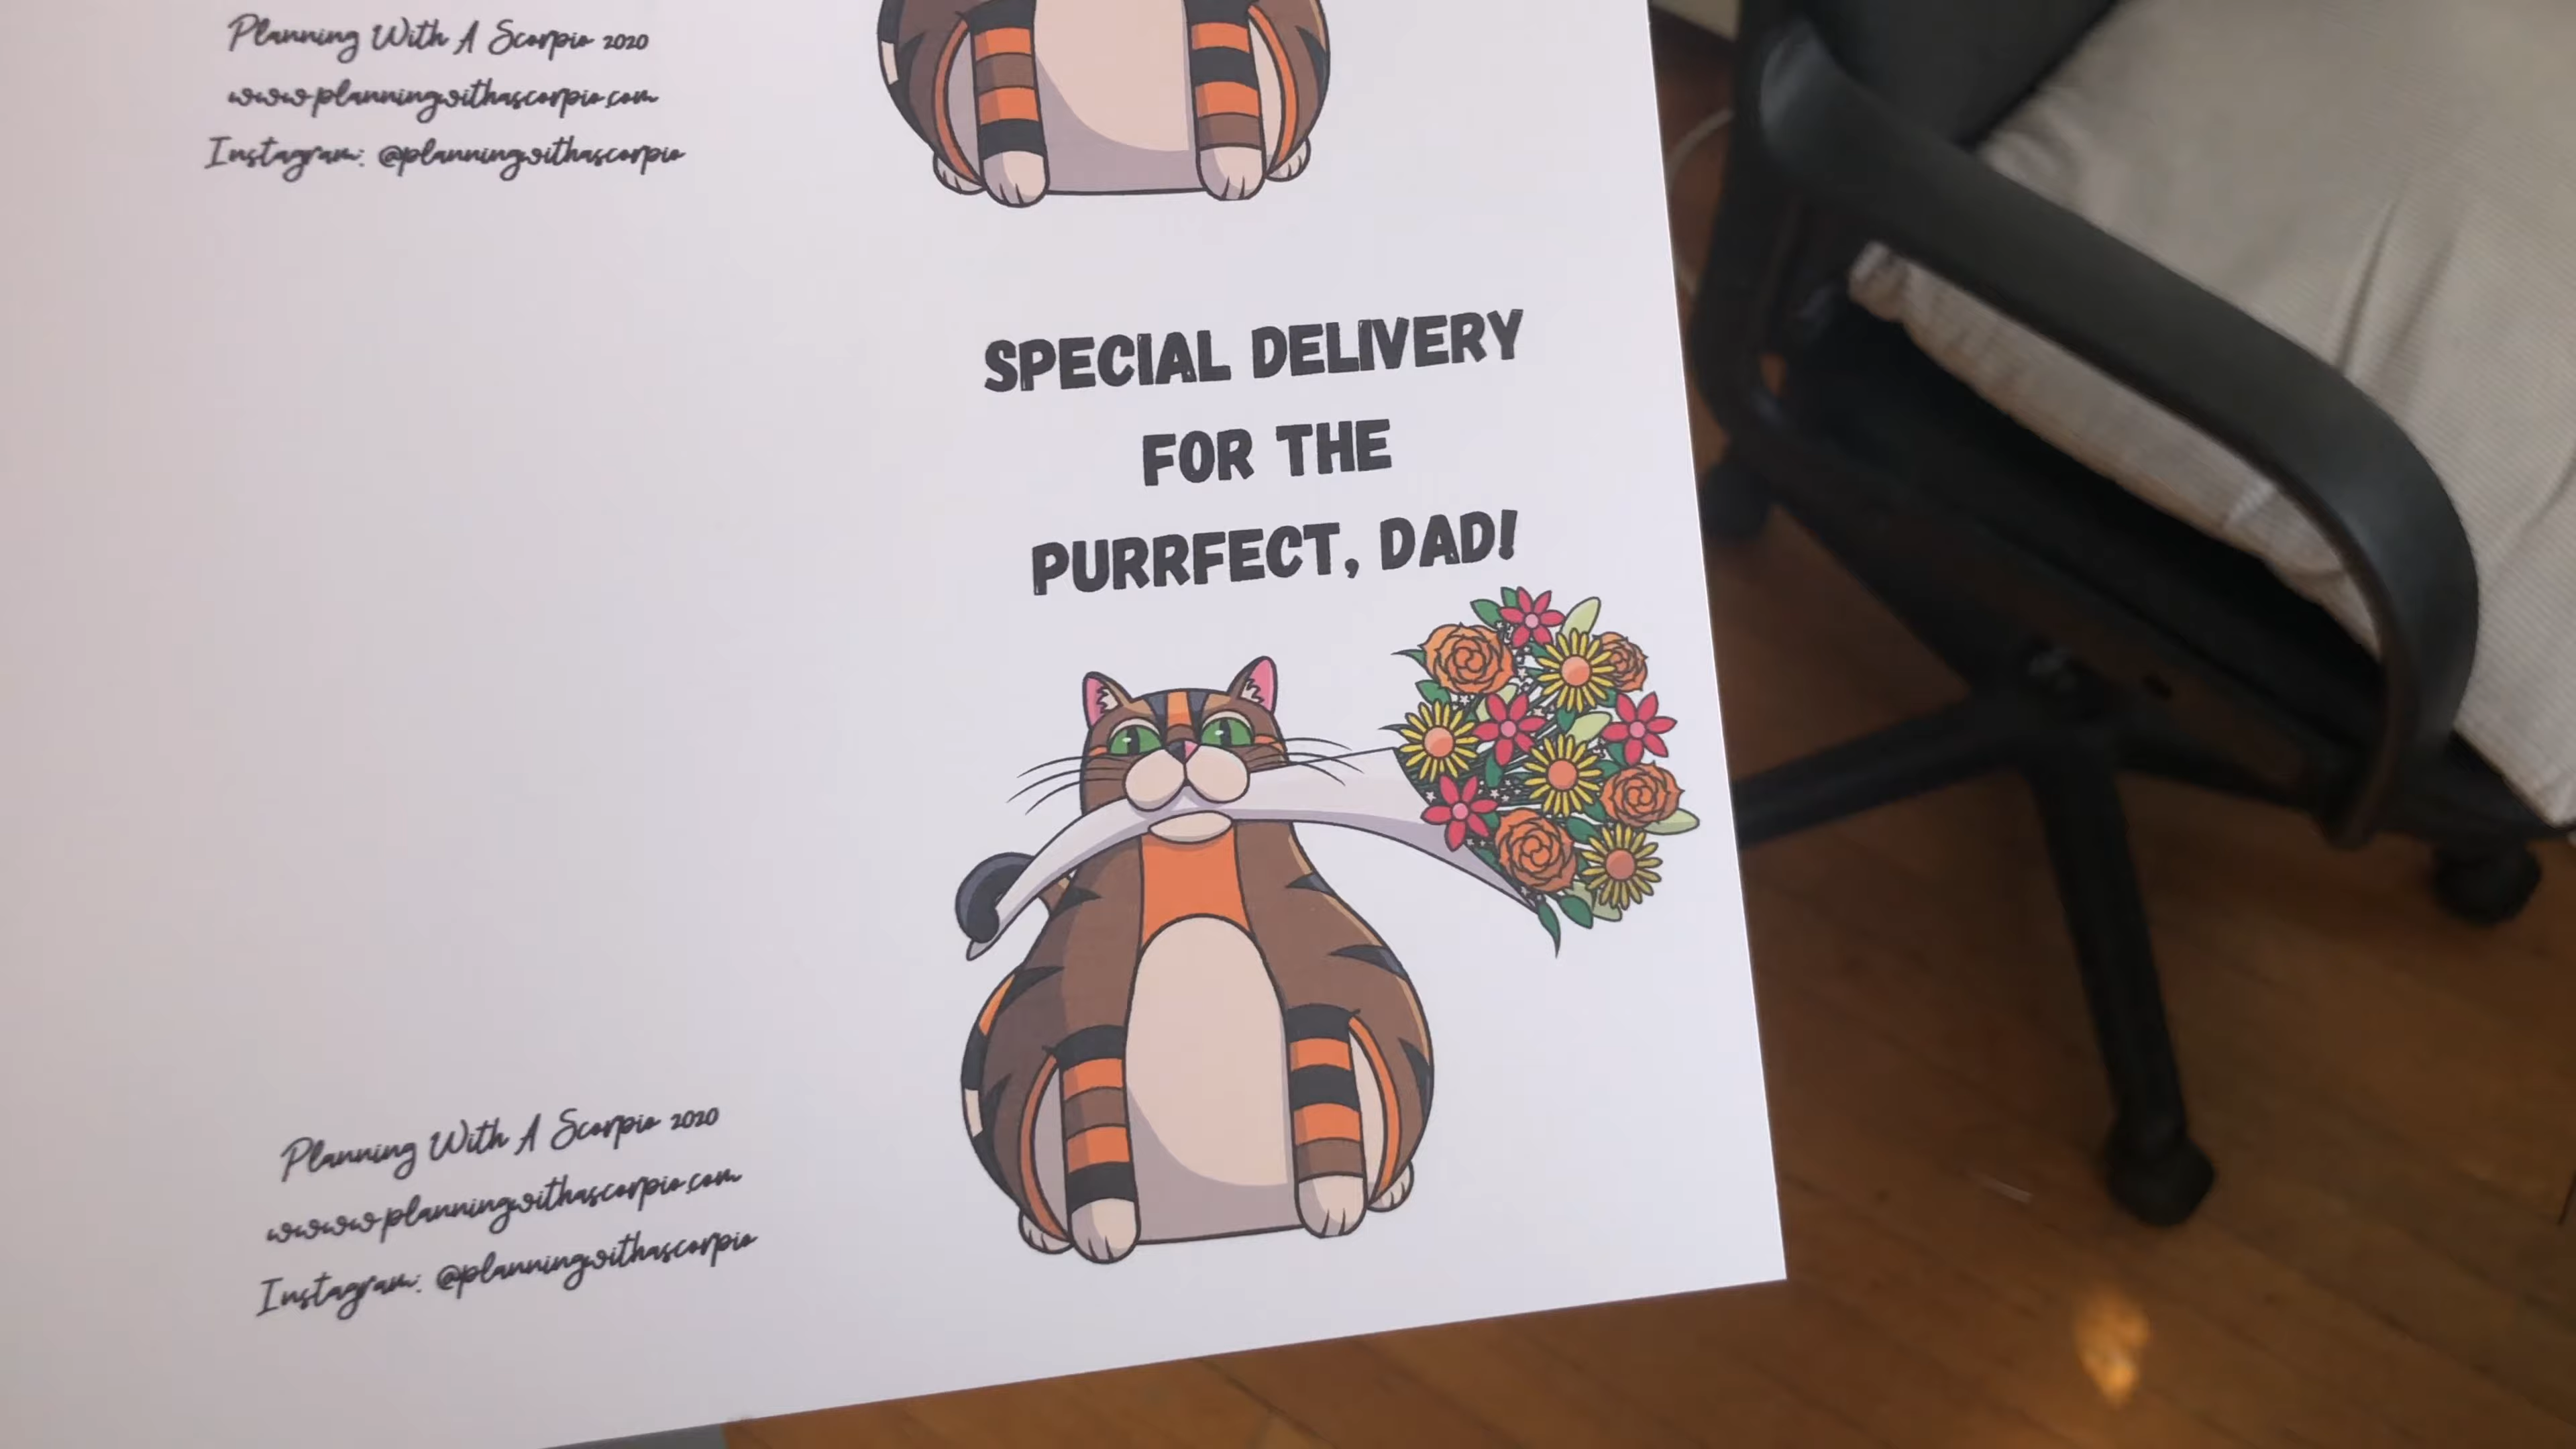 Planning With A Scorpio 2020
www.planningwithascorpio.com
Instagram: @planningwithascorpio
SPECIAL DELIVERY
FOR THE
PURRFECT, DAD!
Planning With A Scorpio 2020
www.planningwithascorpio.com
Instagram: @planningwithascorpio